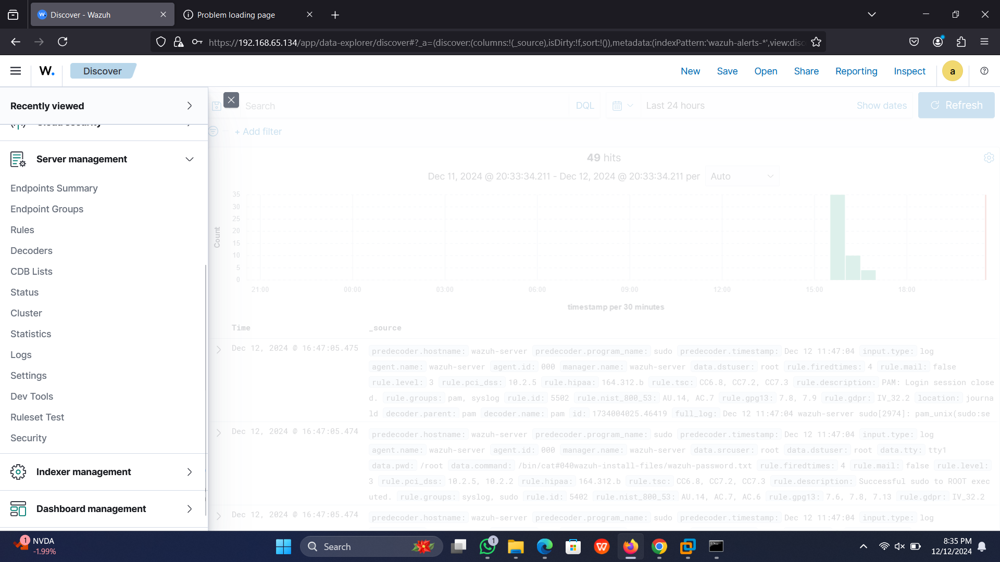 Discover - Wazuh
Problem loading page
https://192.168.65.134/app/data-explorer/discover#?_a=(discover:(columns:!(_source),isDirty:!f,sort:!()),metadata:(indexPattern:'wazuh-alerts-*',view:disc
W.
Discover
New
Save
Open
Share
Reporting
Inspect
a
Recently viewed
Cloud security
Server management
Endpoints Summary
Endpoint Groups
Rules
Decoders
CDB Lists
Status
Cluster
Statistics
Logs
Settings
Dev Tools
Ruleset Test
Security
Indexer management
Dashboard management
Search
DQL
Last 24 hours
Show dates
Refresh
+ Add filter
49 hits
Dec 11, 2024 @ 20:33:34.211 - Dec 12, 2024 @ 20:33:34.211 per
Auto
Count
35
30
25
20
15
10
5
0
21:00 00:00 03:00 06:00 09:00 12:00 15:00 18:00
timestamp per 30 minutes
Time _source
Dec 12, 2024 @ 16:47:05.475
predecoder.hostname: wazuh-server predecoder.program_name: sudo predecoder.timestamp: Dec 12 11:47:04 input.type: log
agent.name: wazuh-server agent.id: 000 manager.name: wazuh-server data.dstuser: root rule.firedtimes: 4 rule.mail: false
rule.level: 3 rule.pci_dss: 10.2.5 rule.hipaa: 164.312.b rule.tsc: CC6.8, CC7.2, CC7.3 rule.description: PAM: Login session close
d. rule.groups: pam, syslog rule.id: 5502 rule.nist_800_53: AU.14, AC.7 rule.gpg13: 7.8, 7.9 rule.gdpr: IV_32.2 location: journa
ld decoder.parent: pam decoder.name: pam id: 1734004025.46419 full_log: Dec 12 11:47:04 wazuh-server sudo[2974]: pam_unix(sudo:se
Dec 12, 2024 @ 16:47:05.474
predecoder.hostname: wazuh-server predecoder.program_name: sudo predecoder.timestamp: Dec 12 11:47:04 input.type: log
agent.name: wazuh-server agent.id: 000 manager.name: wazuh-server data.srcuser: root data.dstuser: root data.tty: tty1
data.pwd: /root data.command: /bin/cat#040wazuh-install-files/wazuh-password.txt rule.firedtimes: 4 rule.mail: false rule.level:
3 rule.pci_dss: 10.2.5, 10.2.2 rule.hipaa: 164.312.b rule.tsc: CC6.8, CC7.2, CC7.3 rule.description: Successful sudo to ROOT exec
uted. rule.groups: syslog, sudo rule.id: 5402 rule.nist_800_53: AU.14, AC.7, AC.6 rule.gpg13: 7.6, 7.8, 7.13 rule.gdpr: IV_32.2
Dec 12, 2024 @ 16:47:05.474
predecoder.hostname: wazuh-server predecoder.program_name: sudo predecoder.timestamp: Dec 12 11:47:04 input.type: log
1
NVDA
-1.99%
Search
1
8:35 PM
12/12/2024